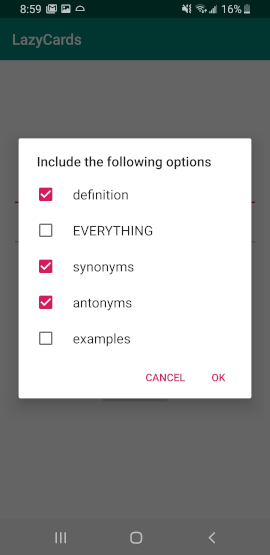 8:59 16%
LazyCards
Include the following options
definition
EVERYTHING
synonyms
antonyms
examples
CANCEL OK